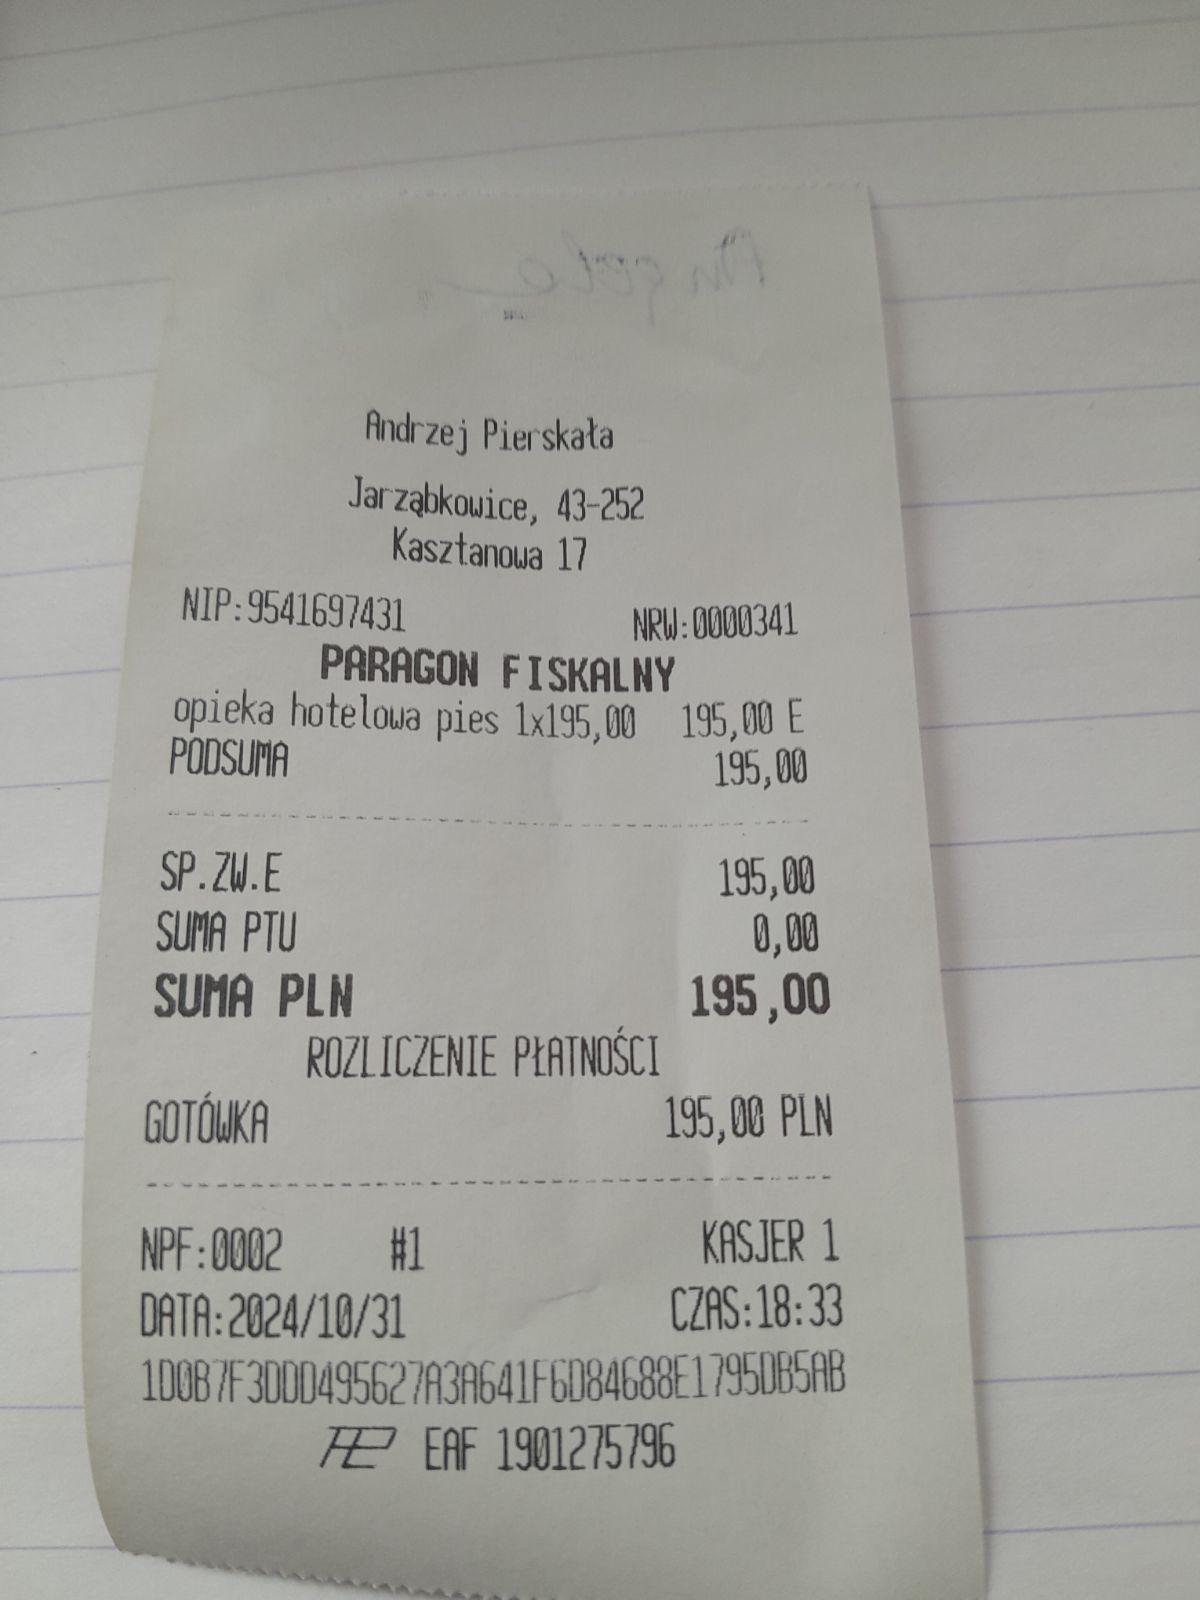 Andrzej Pierskała
Jarząbkowice, 43-252
Kasztanowa 17
NIP:9541697431 NRW:0000341
PARAGON FISKALNY
opieka hotelowa pies 1x195,00 195,00 E
PODSUMA 195,00
SP.ZW.E 195,00
SUMA PTU 0,00
SUMA PLN 195,00
ROZLICZENIE PŁATNOŚCI
GOTÓWKA 195,00 PLN
NPF:0002 #1 KASJER 1
DATA:2024/10/31 CZAS:18:33
1D0B7F3DDD495627A3A641F6D84688E1795DB5AB
EAF 1901275796